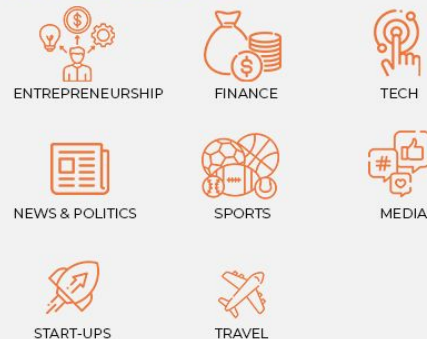 ENTREPRENEURSHIP
FINANCE
TECH
NEWS & POLITICS
SPORTS
MEDIA
START-UPS
TRAVEL